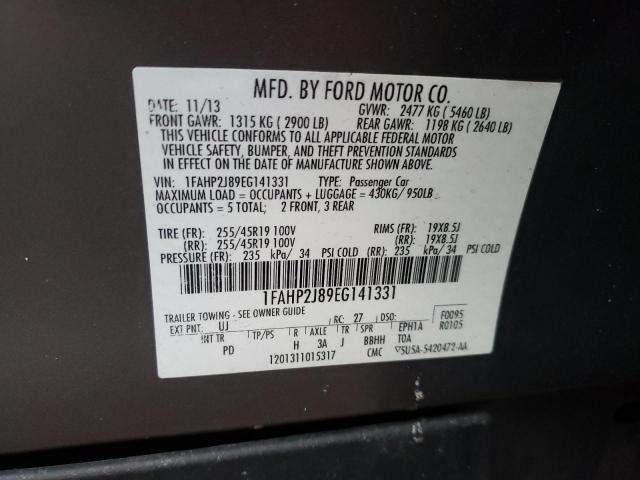 MFD. BY FORD MOTOR CO.
DATE: 11/13 GVWR: 2477 KG ( 5460 LB)
FRONT GAWR: 1315 KG ( 2900 LB) REAR GAWR: 1198 KG ( 2640 LB)
THIS VEHICLE CONFORMS TO ALL APPLICABLE FEDERAL MOTOR
VEHICLE SAFETY, BUMPER, AND THEFT PREVENTION STANDARDS
IN EFFECT ON THE DATE OF MANUFACTURE SHOWN ABOVE.
VIN: 1FAHP2J89EG141331 TYPE: Passenger Car
MAXIMUM LOAD = OCCUPANTS + LUGGAGE = 430KG/950LB
OCCUPANTS = 5 TOTAL; 2 FRONT, 3 REAR
TIRE (FR): 255/45R19 100V RIMS (FR): 19X8.5J
(RR): 255/45R19 100V (RR): 19X8.5J
PRESSURE (FR): 235 kPa/ 34 PSI COLD (RR): 235 kPa/ 34 PSI COLD
1FAHP2J89EG141331
TRAILER TOWING - SEE OWNER GUIDE RC: 27 DSO: F0095
EXT PNT: UJ R0105
INT TR TP/PS R AXLE TR SPR EPH1A
PD H 3A J BBHH TOA
1201311015317 CMC